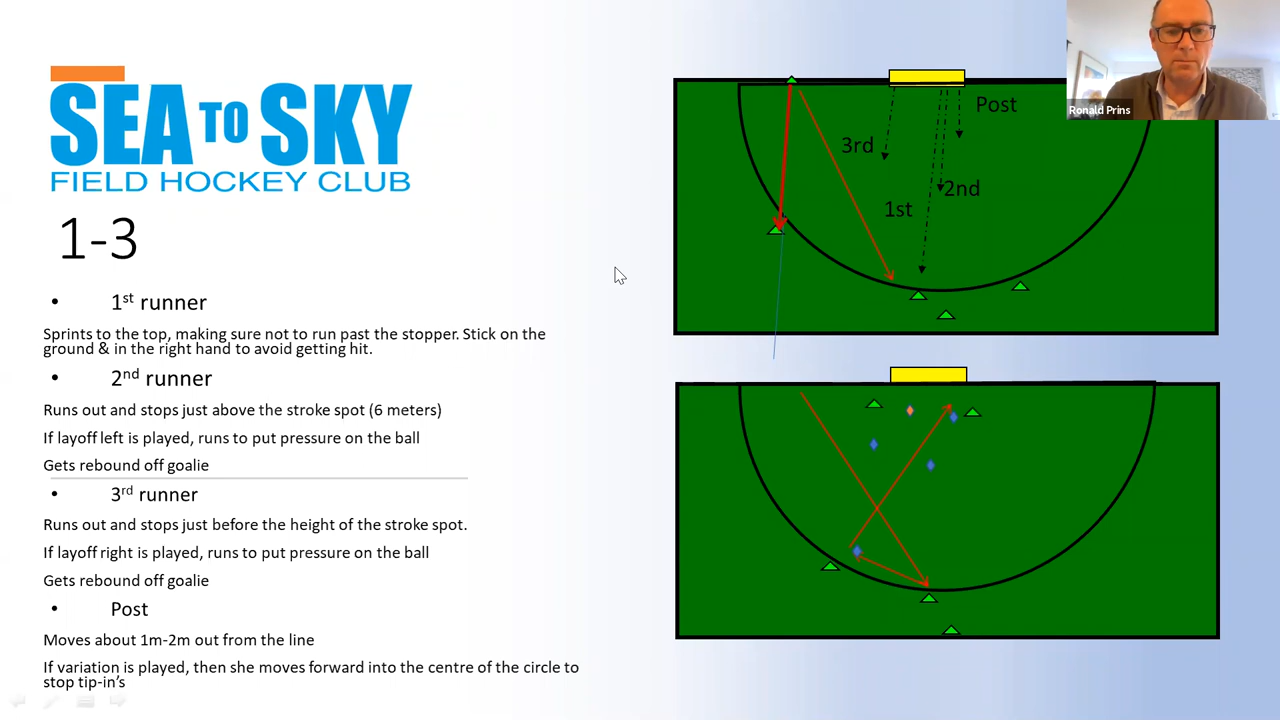 SEA TO SKY
FIELD HOCKEY CLUB
1-3
• 1st runner
Sprints to the top, making sure not to run past the stopper. Stick on the
ground & in the right hand to avoid getting hit.
• 2nd runner
Runs out and stops just above the stroke spot (6 meters)
If layoff left is played, runs to put pressure on the ball
Gets rebound off goalie
• 3rd runner
Runs out and stops just before the height of the stroke spot.
If layoff right is played, runs to put pressure on the ball
Gets rebound off goalie
• Post
Moves about 1m-2m out from the line
If variation is played, then she moves forward into the centre of the circle to
stop tip-in’s
Post
3rd
2nd
1st
Ronald Prins